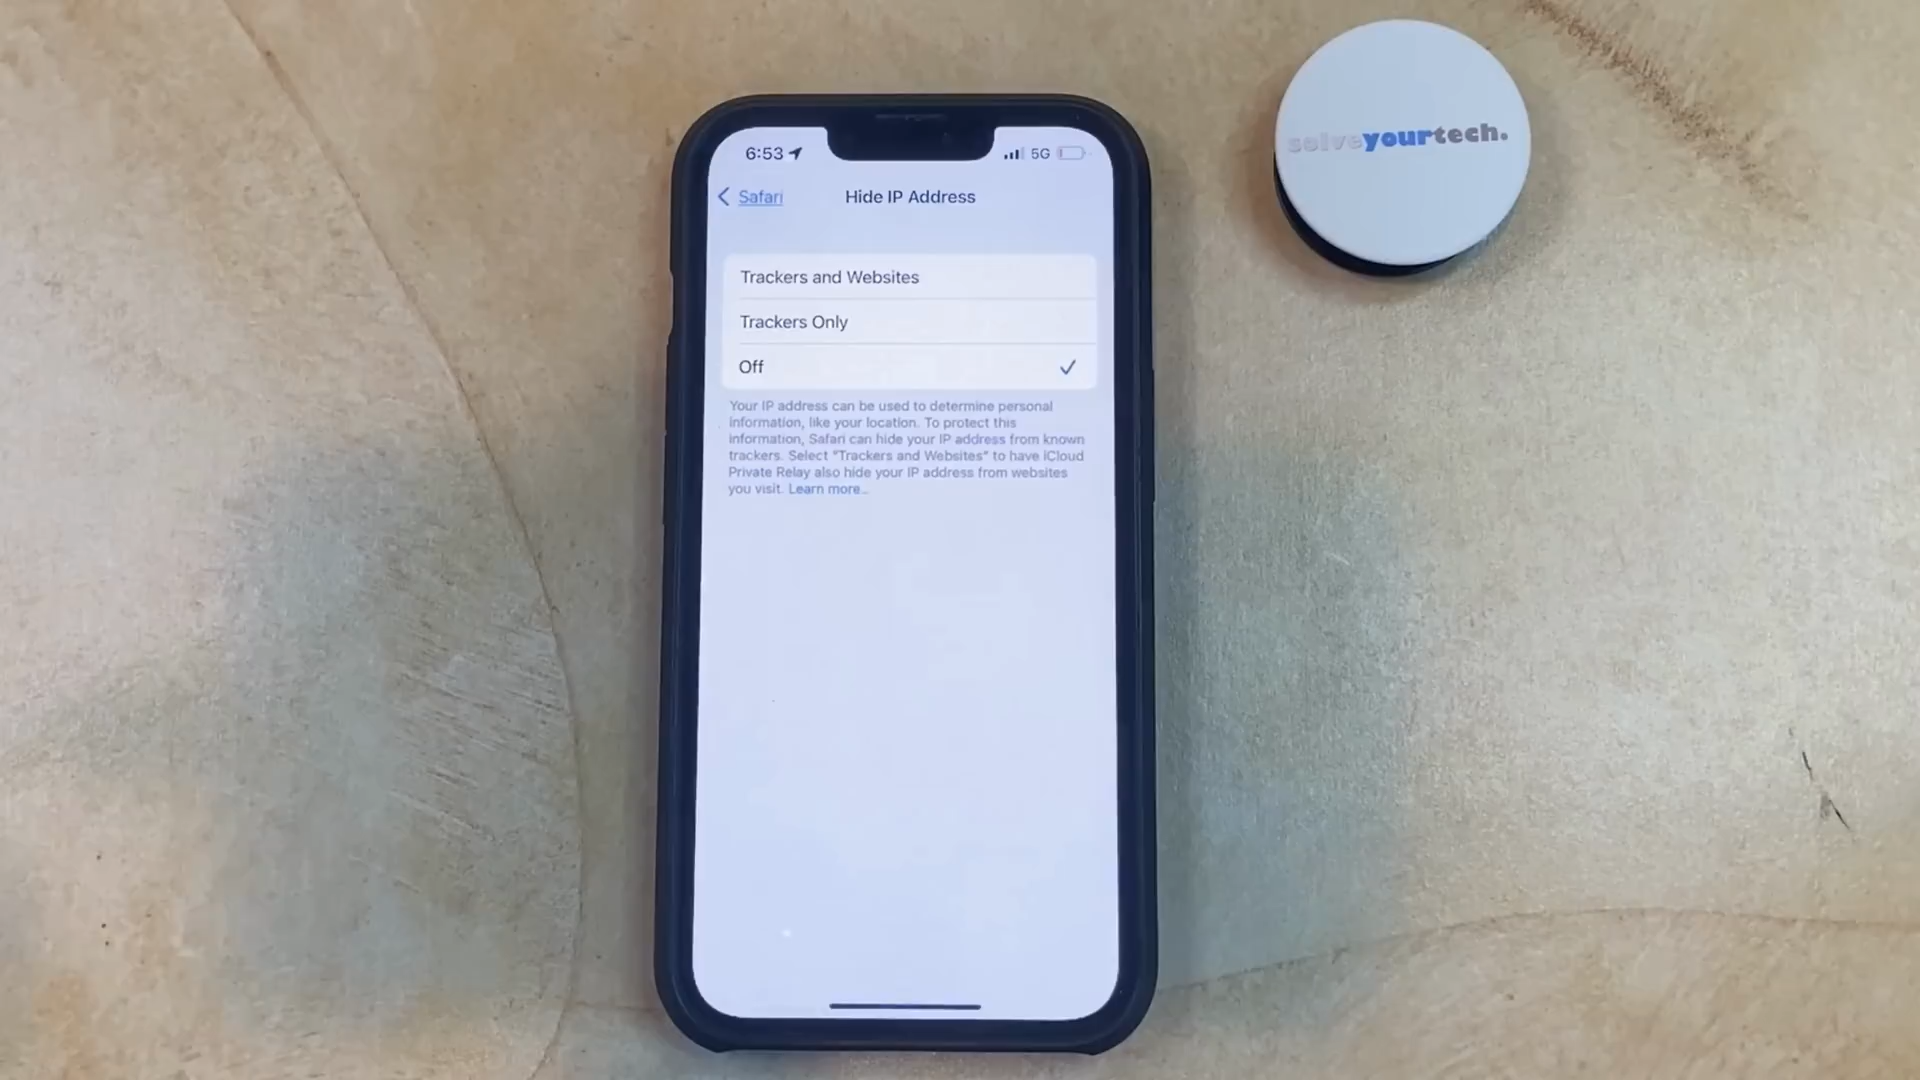 solveyourtech.
6:53
5G
Safari
Hide IP Address
Trackers and Websites
Trackers Only
Off
Your IP address can be used to determine personal
information, like your location. To protect this
information, Safari can hide your IP address from known
trackers. Select "Trackers and Websites" to have iCloud
Private Relay also hide your IP address from websites
you visit. Learn more...